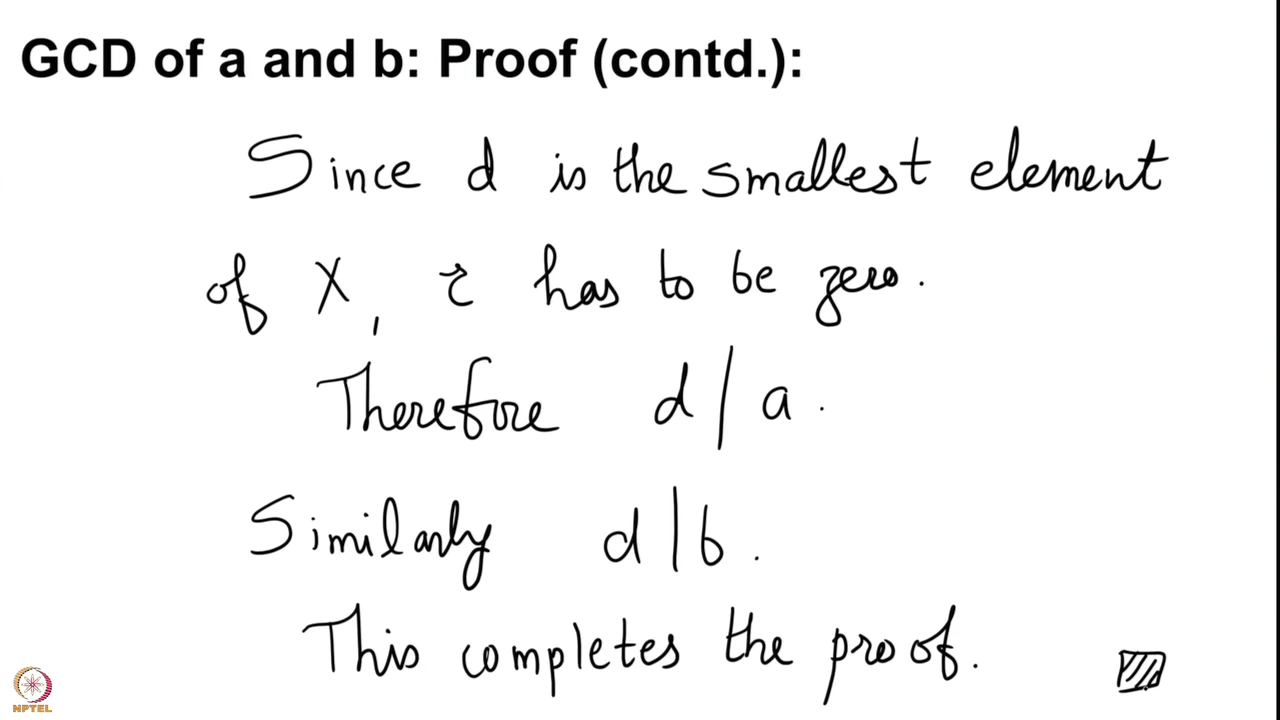 GCD of a and b: Proof (contd.):
Since d is the smallest element
of X, r has to be zero.
Therefore d | a.
Similarly d | b.
This completes the proof.
NPTEL